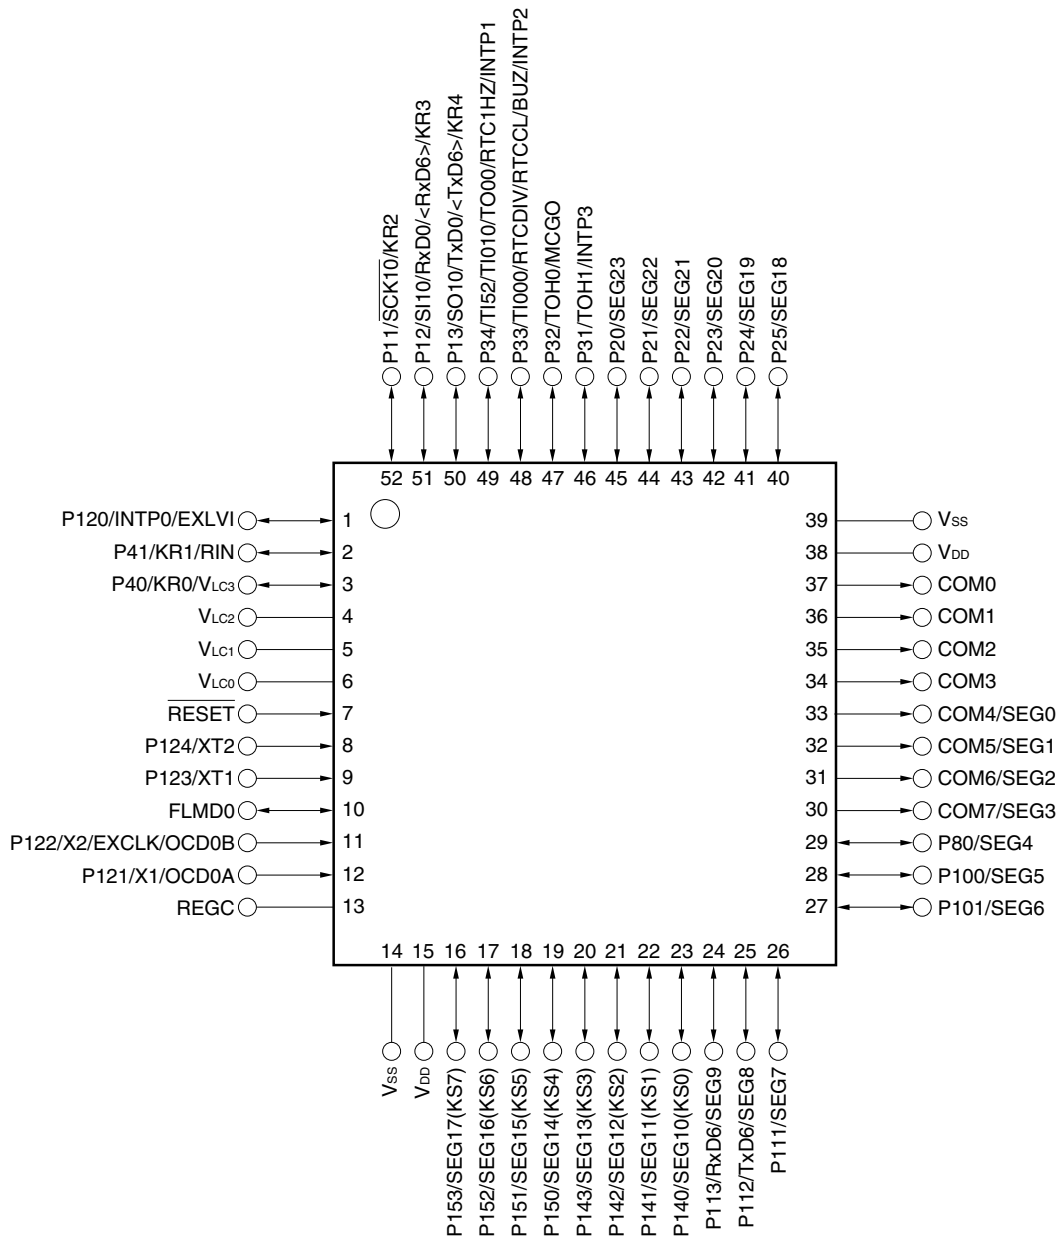 P11/SCK10/KR2
P12/SI10/RxD0/<RxD6>/KR3
P13/SO10/TxD0/<TxD6>/KR4
P34/TI52/TI010/TO00/RTC1HZ/INTP1
P33/TI000/RTCDIV/RTCCL/BUZ/INTP2
P32/TOH0/MCGO
P31/TOH1/INTP3
P20/SEG23
P21/SEG22
P22/SEG21
P23/SEG20
P24/SEG19
P25/SEG18
52 51 50 49 48 47 46 45 44 43 42 41 40
P120/INTP0/EXLVI 1
P41/KR1/RIN 2
P40/KR0/VLC3 3
VLC2 4
VLC1 5
VLC0 6
RESET 7
P124/XT2 8
P123/XT1 9
FLMD0 10
P122/X2/EXCLK/OCD0B 11
P121/X1/OCD0A 12
REGC 13
39 VSS
38 VDD
37 COM0
36 COM1
35 COM2
34 COM3
33 COM4/SEG0
32 COM5/SEG1
31 COM6/SEG2
30 COM7/SEG3
29 P80/SEG4
28 P100/SEG5
27 P101/SEG6
14 15 16 17 18 19 20 21 22 23 24 25 26
VSS
VDD
P153/SEG17(KS7)
P152/SEG16(KS6)
P151/SEG15(KS5)
P150/SEG14(KS4)
P143/SEG13(KS3)
P142/SEG12(KS2)
P141/SEG11(KS1)
P140/SEG10(KS0)
P113/RxD6/SEG9
P112/TxD6/SEG8
P111/SEG7